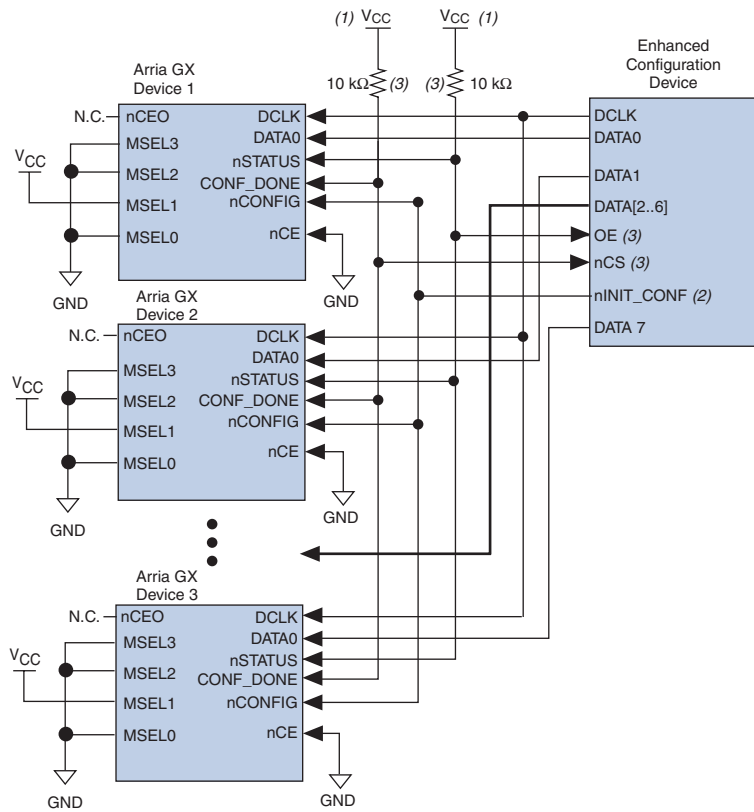 (1) VCC
VCC (1)
10 kΩ (3)
(3) 10 kΩ
Enhanced
Configuration
Device
DCLK
DATA0
DATA1
DATA[2..6]
OE (3)
nCS (3)
nINIT_CONF (2)
DATA 7
Arria GX
Device 1
N.C.
nCEO
MSEL3
MSEL2
MSEL1
MSEL0
VCC
GND
DCLK
DATA0
nSTATUS
CONF_DONE
nCONFIG
nCE
GND
Arria GX
Device 2
N.C.
nCEO
MSEL3
MSEL2
MSEL1
MSEL0
VCC
GND
DCLK
DATA0
nSTATUS
CONF_DONE
nCONFIG
nCE
GND
Arria GX
Device 3
N.C.
nCEO
MSEL3
MSEL2
MSEL1
MSEL0
VCC
GND
DCLK
DATA0
nSTATUS
CONF_DONE
nCONFIG
nCE
GND